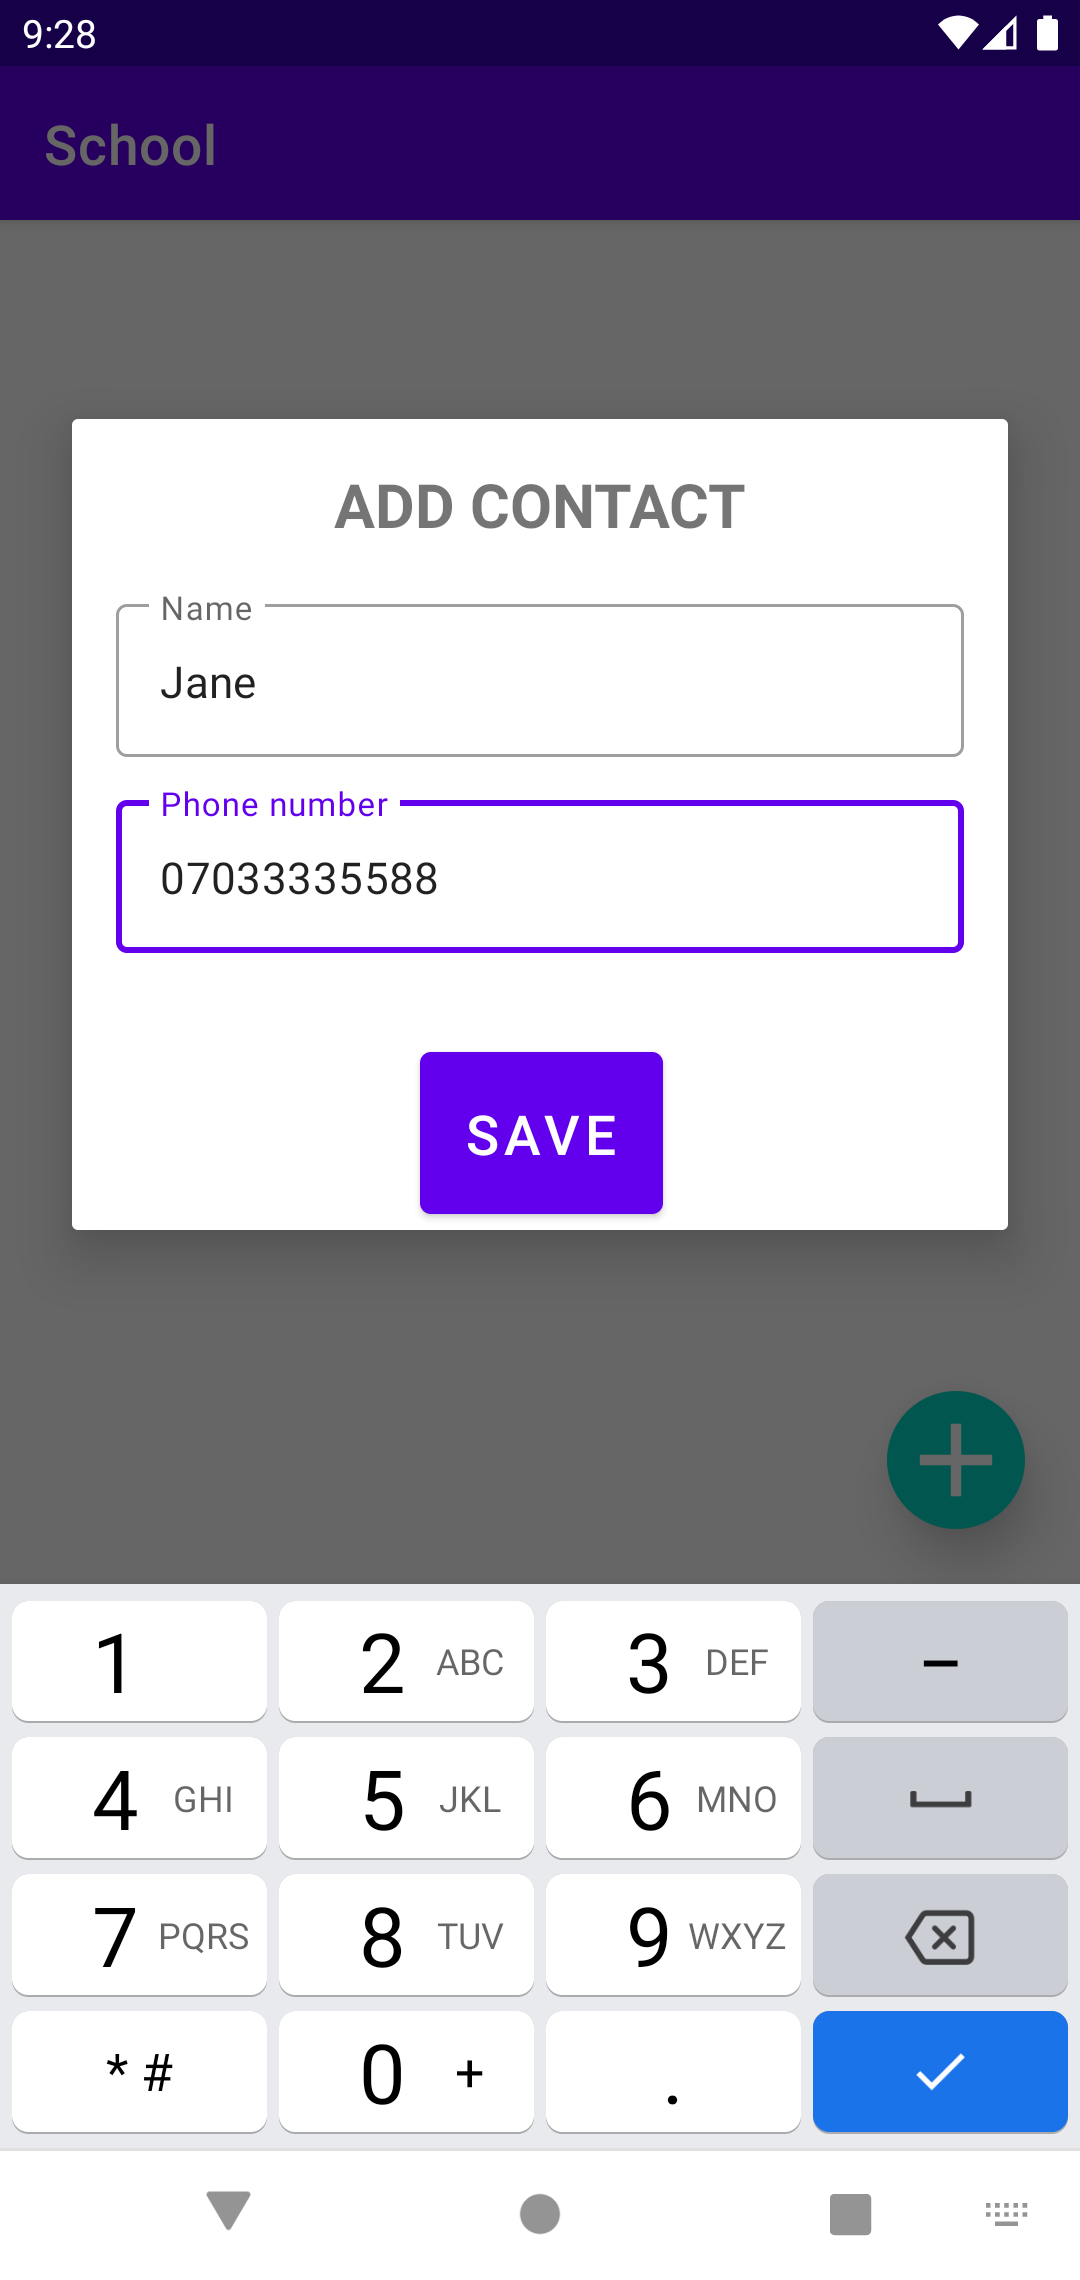 9:28
School
ADD CONTACT
Name
Jane
Phone number
07033335588
SAVE
1
2 ABC
3 DEF
–
4 GHI
5 JKL
6 MNO
7 PQRS
8 TUV
9 WXYZ
* #
0 +
.